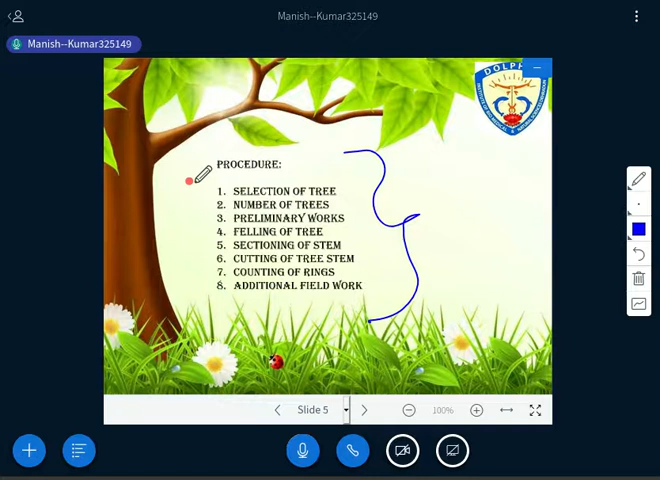 Manish--Kumar325149
Manish--Kumar325149
DOLPH
PROCEDURE:
1. SELECTION OF TREE
2. NUMBER OF TREES
3. PRELIMINARY WORKS
4. FELLING OF TREE
5. SECTIONING OF STEM
6. CUTTING OF TREE STEM
7. COUNTING OF RINGS
8. ADDITIONAL FIELD WORK
Slide 5
100%